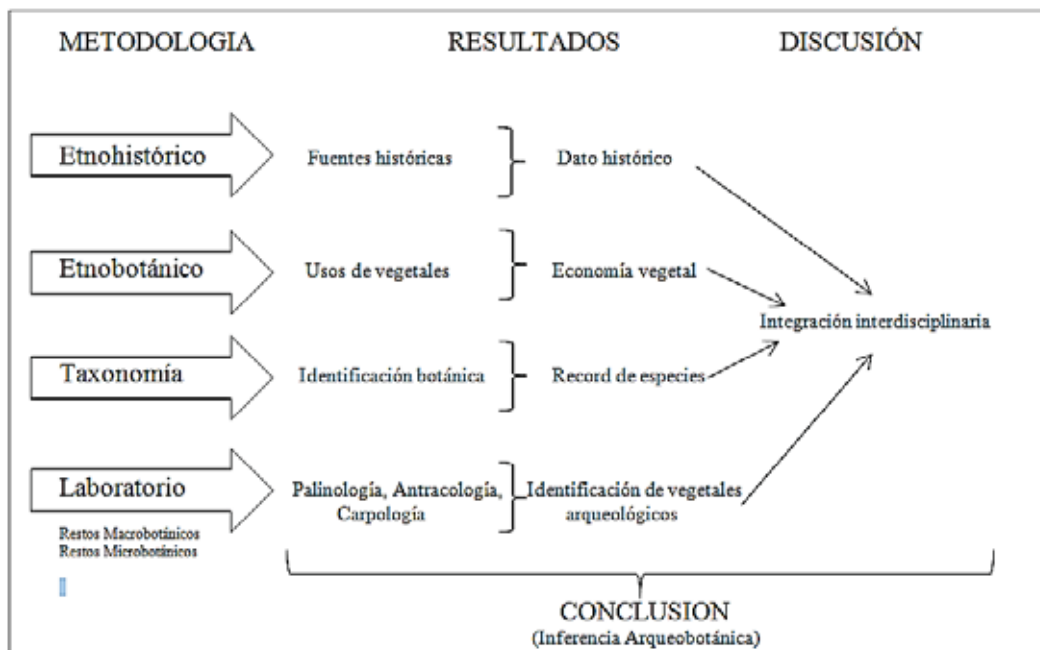 METODOLOGIA RESULTADOS DISCUSIÓN
Etnohistórico Fuentes históricas Dato histórico
Etnobotánico Usos de vegetales Economía vegetal
Integración interdisciplinaria
Taxonomía Identificación botánica Record de especies
Laboratorio Palinología, Antracología, Identificación de vegetales
Carpología arqueológicos
Restos Macrobotánicos
Restos Microbotánicos
CONCLUSION
(Inferencia Arqueobotánica)